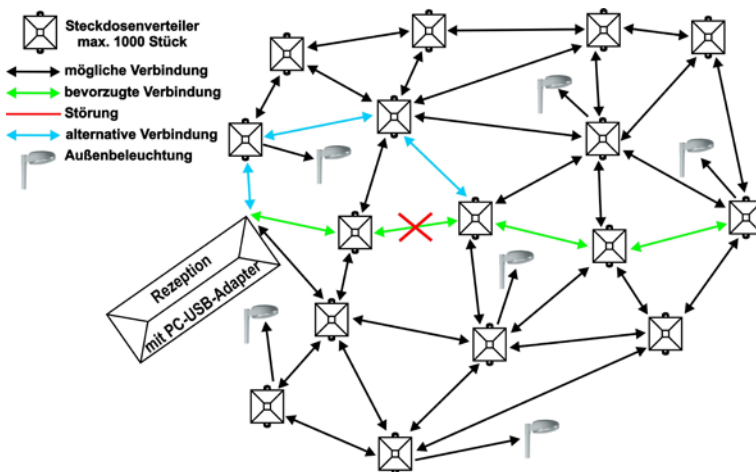 Steckdosenverteiler
max. 1000 Stück
mögliche Verbindung
bevorzugte Verbindung
Störung
alternative Verbindung
Außenbeleuchtung
Rezeption
mit PC-USB-Adapter